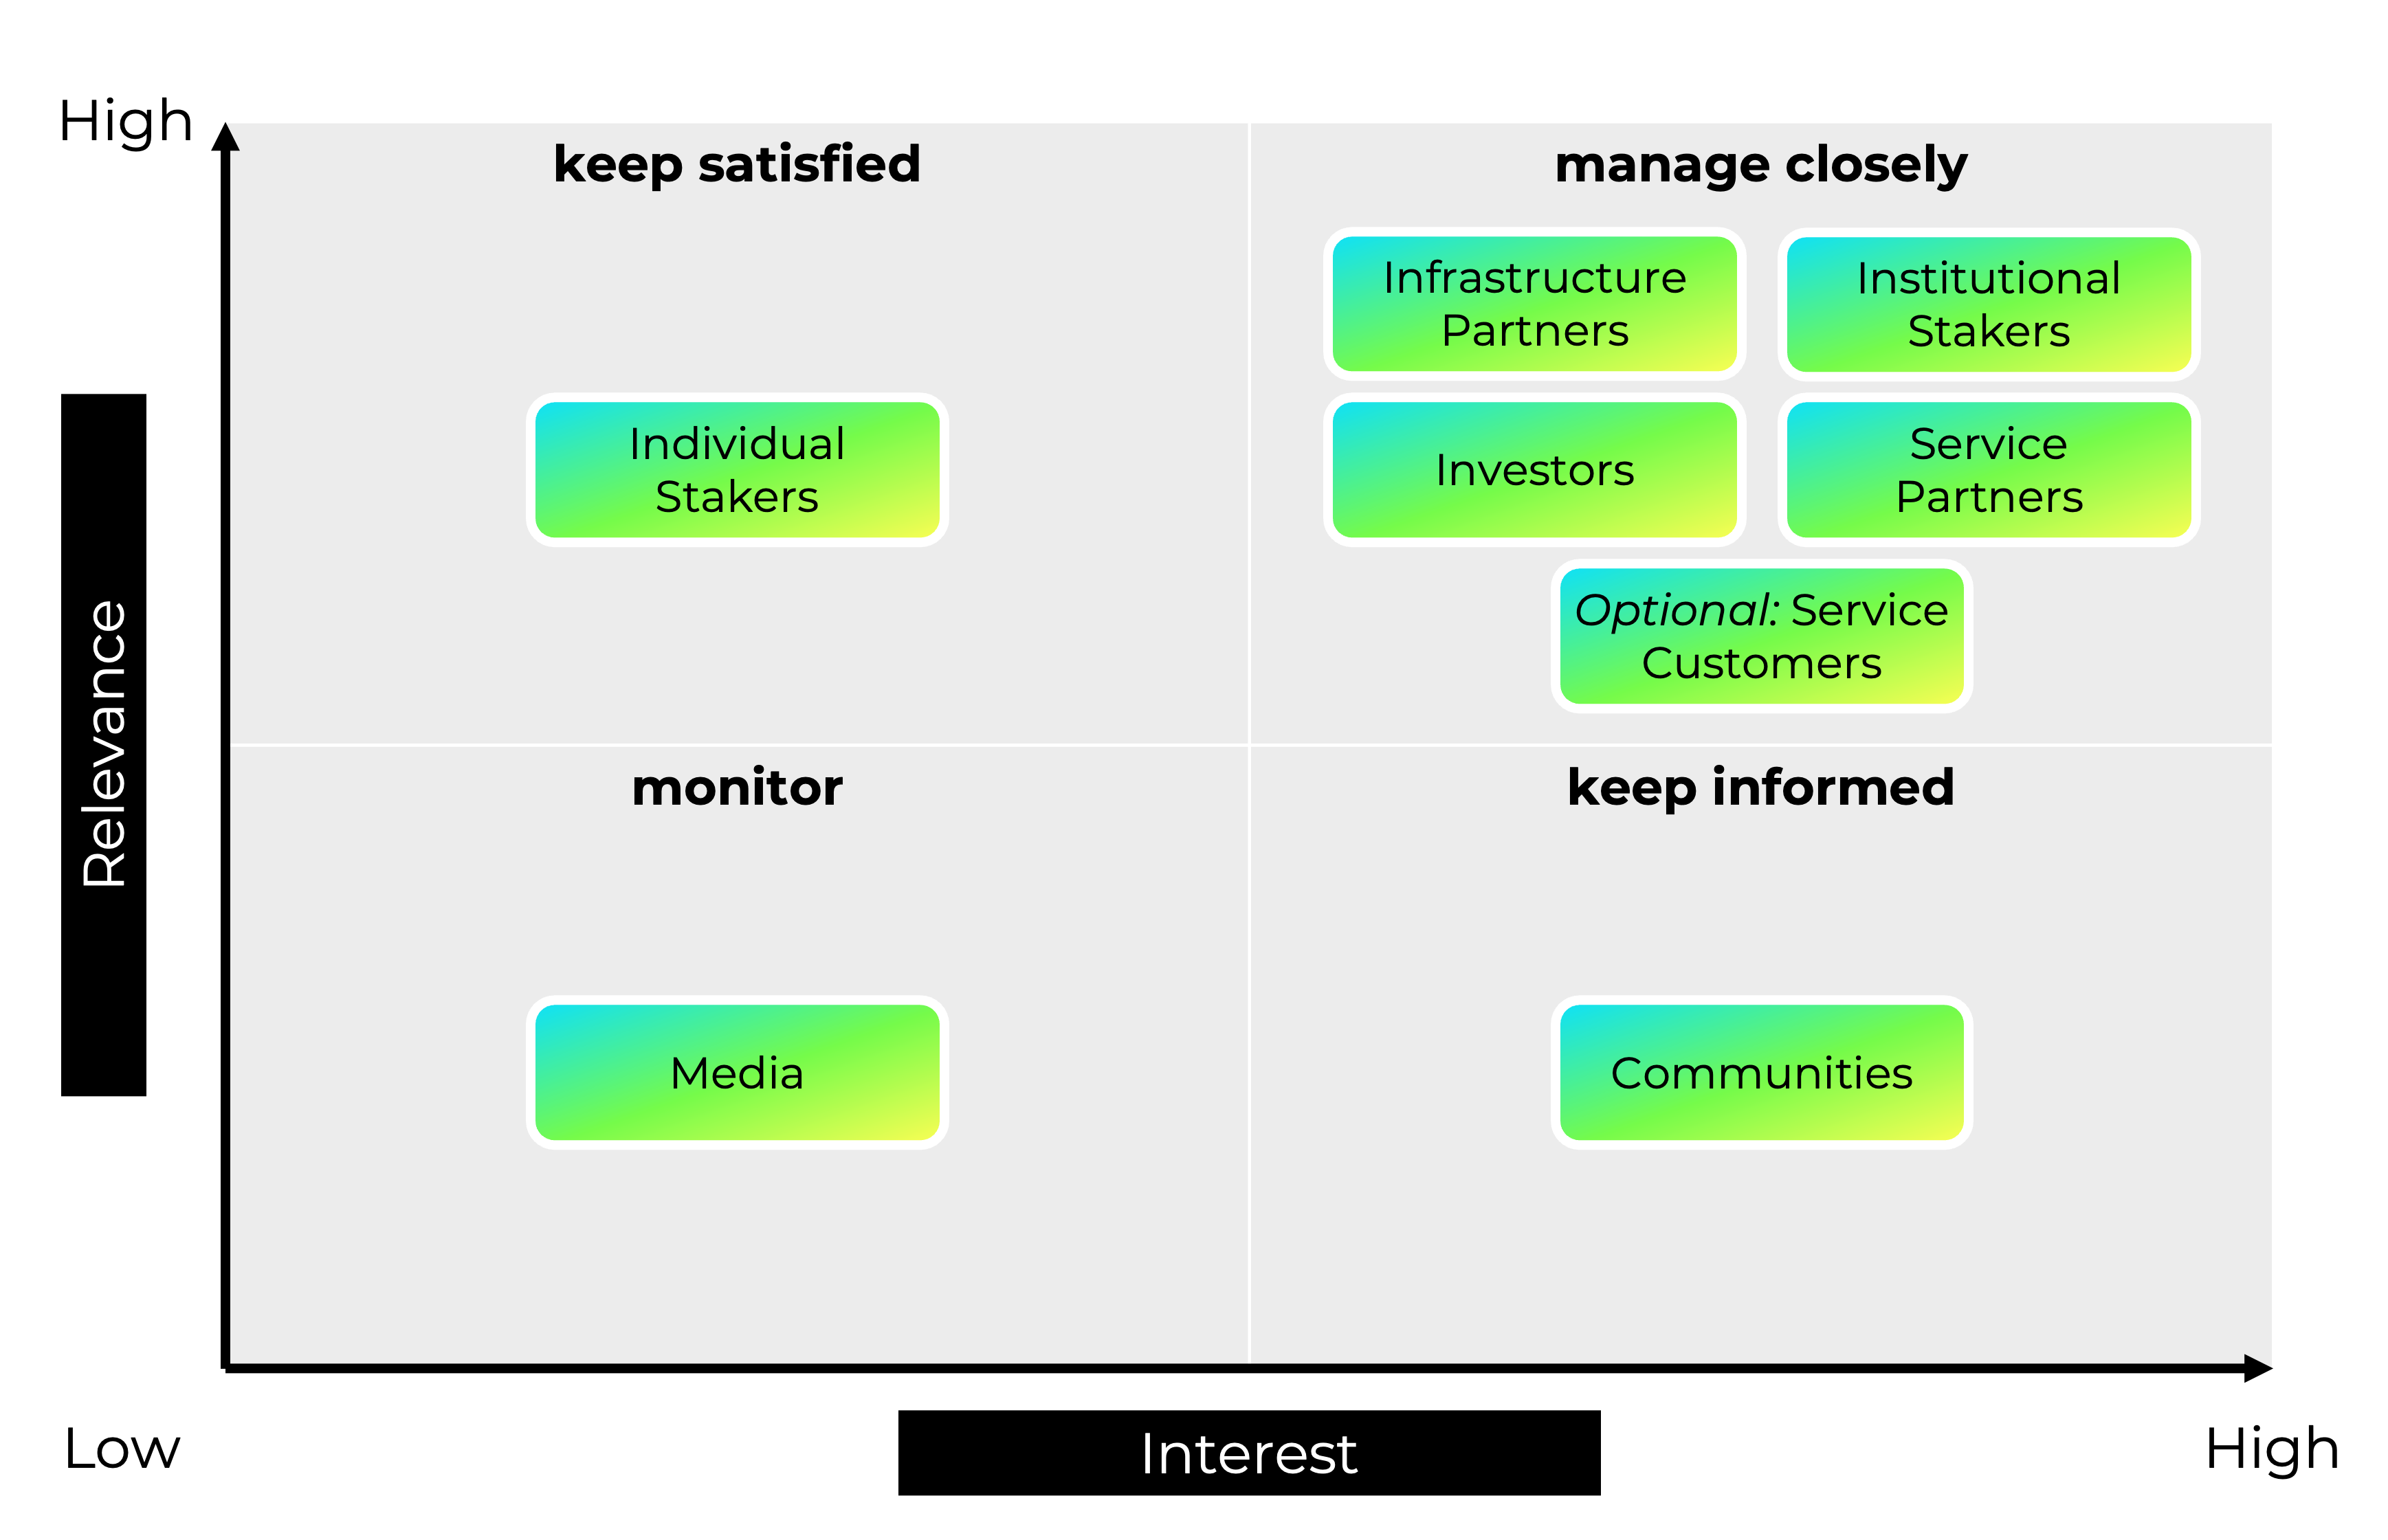 High
keep satisfied
manage closely
Infrastructure
Partners
Institutional
Stakers
Individual
Stakers
Investors
Service
Partners
Optional: Service
Customers
Relevance
monitor
keep informed
Media
Communities
Low
Interest
High